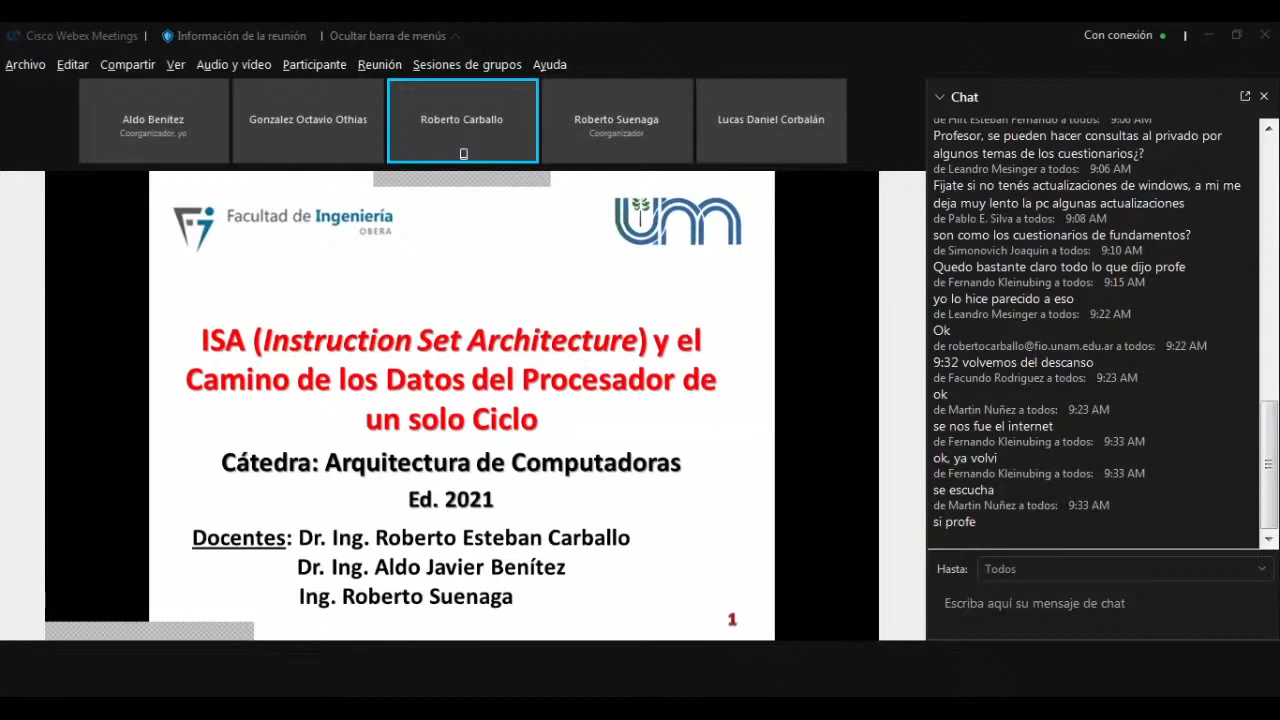 Cisco Webex Meetings | Información de la reunión | Ocultar barra de menús
Con conexión
Archivo Editar Compartir Ver Audio y vídeo Participante Reunión Sesiones de grupos Ayuda
Aldo Benítez
Coorganizador, yo
Gonzalez Octavio Othias
Roberto Carballo
Roberto Suenaga
Coorganizador
Lucas Daniel Corbalán
Facultad de Ingeniería
OBERA
um
ISA (Instruction Set Architecture) y el
Camino de los Datos del Procesador de
un solo Ciclo
Cátedra: Arquitectura de Computadoras
Ed. 2021
Docentes: Dr. Ing. Roberto Esteban Carballo
Dr. Ing. Aldo Javier Benítez
Ing. Roberto Suenaga
1
Chat
de Hirt Esteban Fernando a todos: 9:06 AM
Profesor, se pueden hacer consultas al privado por
algunos temas de los cuestionarios¿?
de Leandro Mesinger a todos: 9:06 AM
Fijate si no tenés actualizaciones de windows, a mi me
deja muy lento la pc algunas actualizaciones
de Pablo E. Silva a todos: 9:08 AM
son como los cuestionarios de fundamentos?
de Simonovich Joaquin a todos: 9:10 AM
Quedo bastante claro todo lo que dijo profe
de Fernando Kleinubing a todos: 9:15 AM
yo lo hice parecido a eso
de Leandro Mesinger a todos: 9:22 AM
Ok
de robertocarballo@fio.unam.edu.ar a todos: 9:22 AM
9:32 volvemos del descanso
de Facundo Rodriguez a todos: 9:23 AM
ok
de Martin Nuñez a todos: 9:23 AM
se nos fue el internet
de Fernando Kleinubing a todos: 9:33 AM
ok, ya volvi
de Fernando Kleinubing a todos: 9:33 AM
se escucha
de Martin Nuñez a todos: 9:33 AM
si profe
Hasta: Todos
Escriba aquí su mensaje de chat